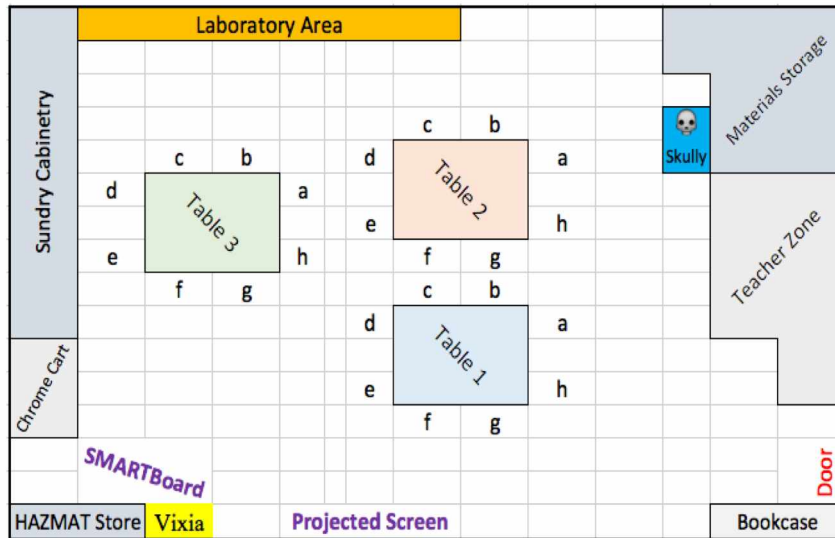 Laboratory Area
Sundry Cabinetry
Materials Storage
Skully
c b
d a
Table 2
e h
f g
c b
d a
Table 3
e h
f g
Teacher Zone
c b
d a
Table 1
e h
f g
Chrome Cart
SMARTBoard
Door
HAZMAT Store
Vixia
Projected Screen
Bookcase